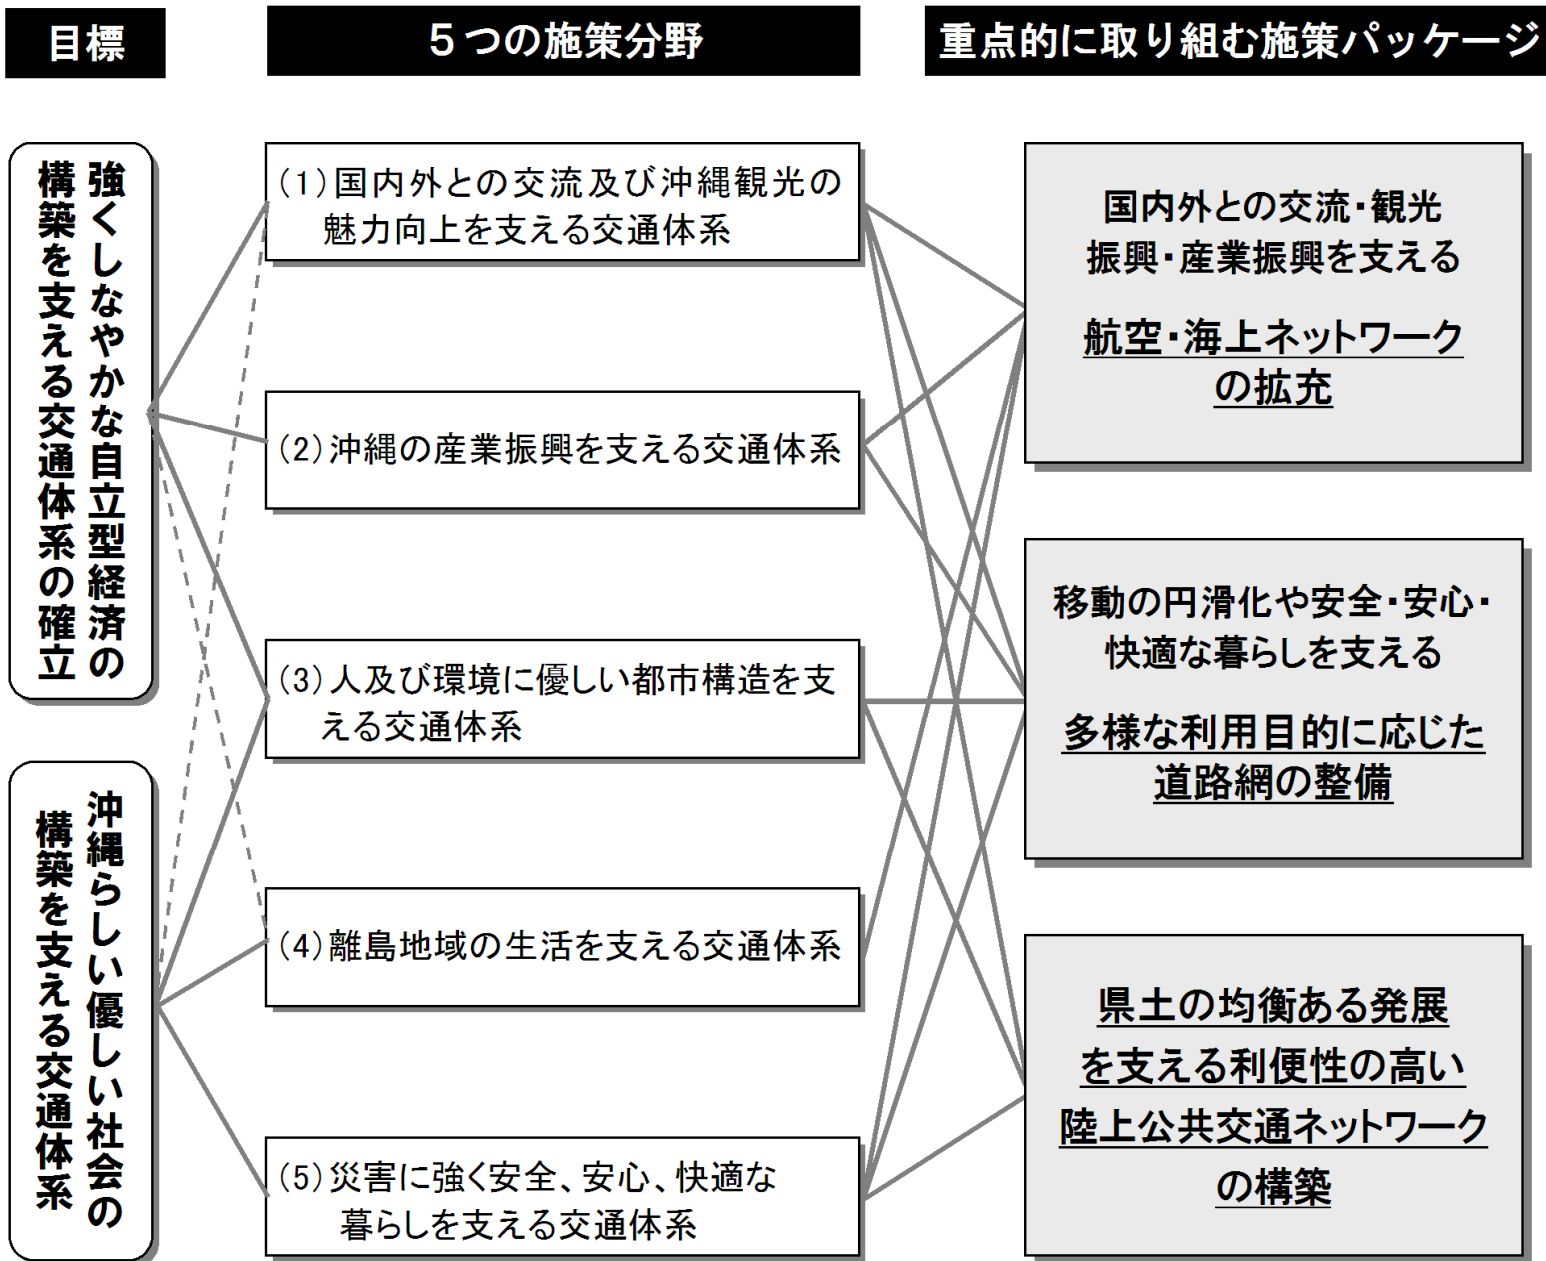 目標
５つの施策分野
重点的に取り組む施策パッケージ
強くしなやかな自立型経済の
構築を支える交通体系の確立
沖縄らしい優しい社会の
構築を支える交通体系
(1)国内外との交流及び沖縄観光の
魅力向上を支える交通体系
(2)沖縄の産業振興を支える交通体系
(3)人及び環境に優しい都市構造を支
える交通体系
(4)離島地域の生活を支える交通体系
(5)災害に強く安全、安心、快適な
暮らしを支える交通体系
国内外との交流・観光
振興・産業振興を支える
航空・海上ネットワーク
の拡充
移動の円滑化や安全・安心・
快適な暮らしを支える
多様な利用目的に応じた
道路網の整備
県土の均衡ある発展
を支える利便性の高い
陸上公共交通ネットワーク
の構築